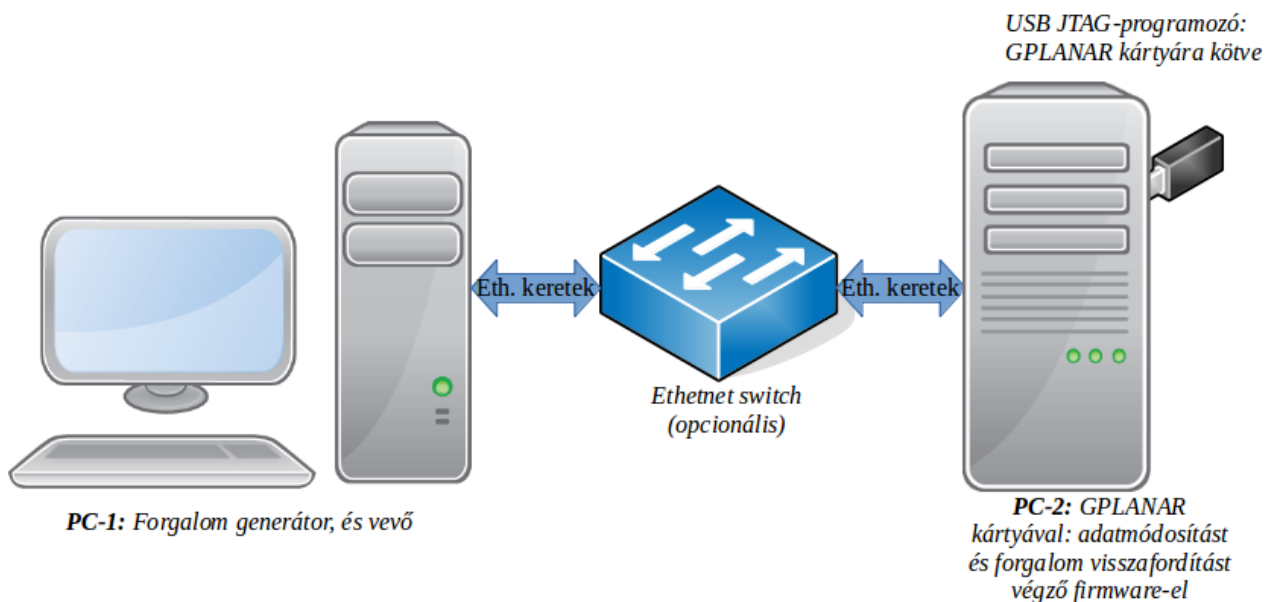 USB JTAG-programozó:
GPLANAR kártyára kötve
Eth. keretek
Eth. keretek
Ethetnet switch
(opcionális)
PC-1: Forgalom generátor, és vevő
PC-2: GPLANAR
kártyával: adatmódosítást
és forgalom visszafordítást
végző firmware-el